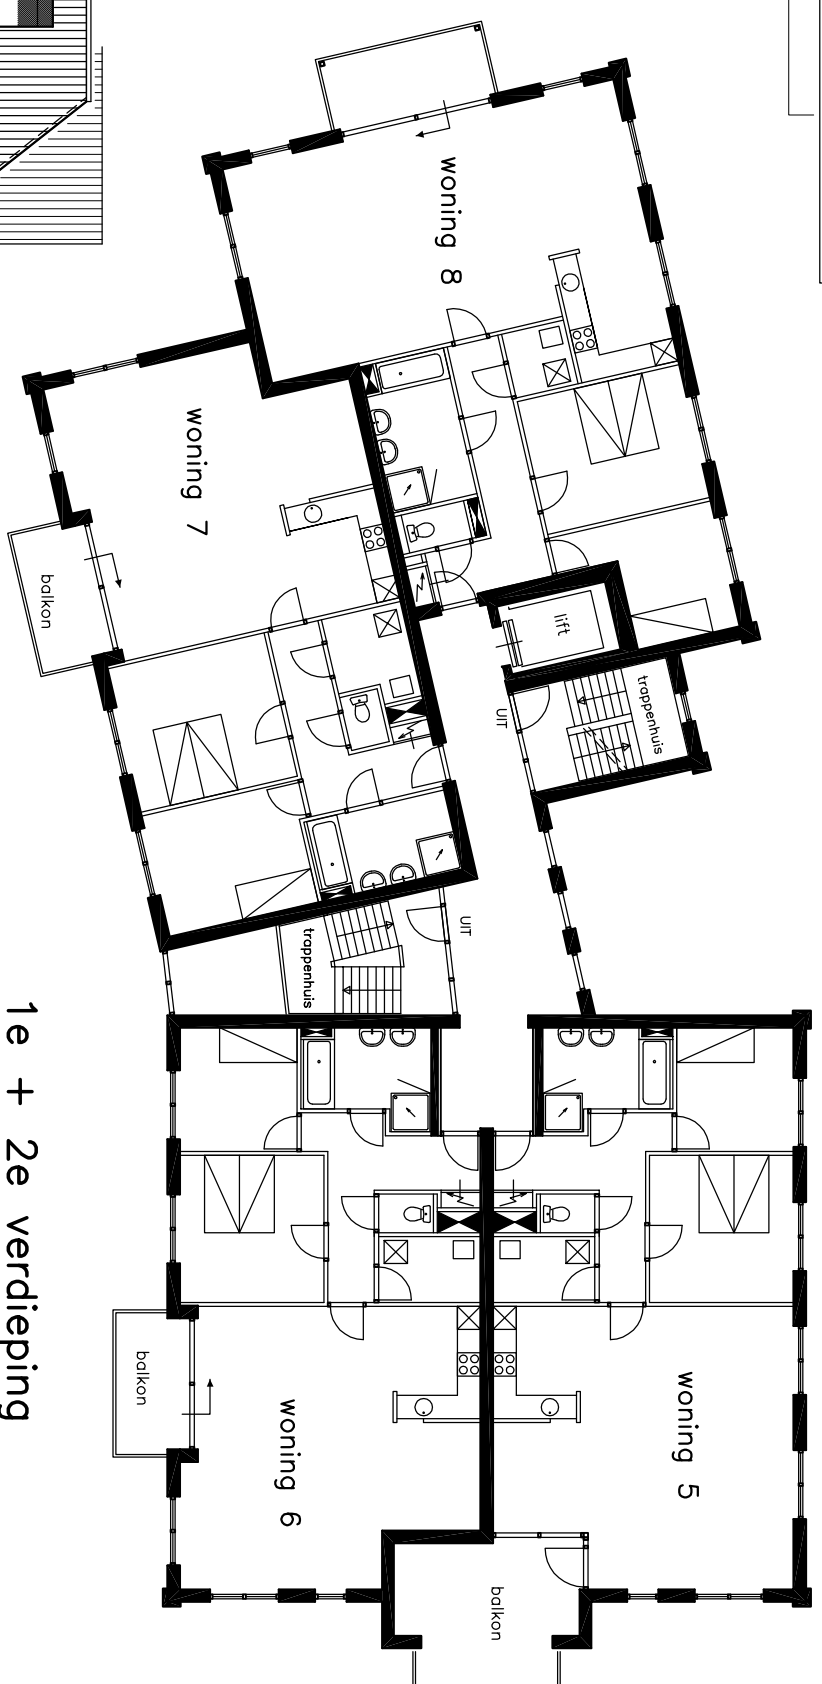 woning 8
woning 7
balkon
lift
trappenhuis
UIT
UIT
trappenhuis
1e + 2e verdieping
balkon
woning 6
woning 5
balkon